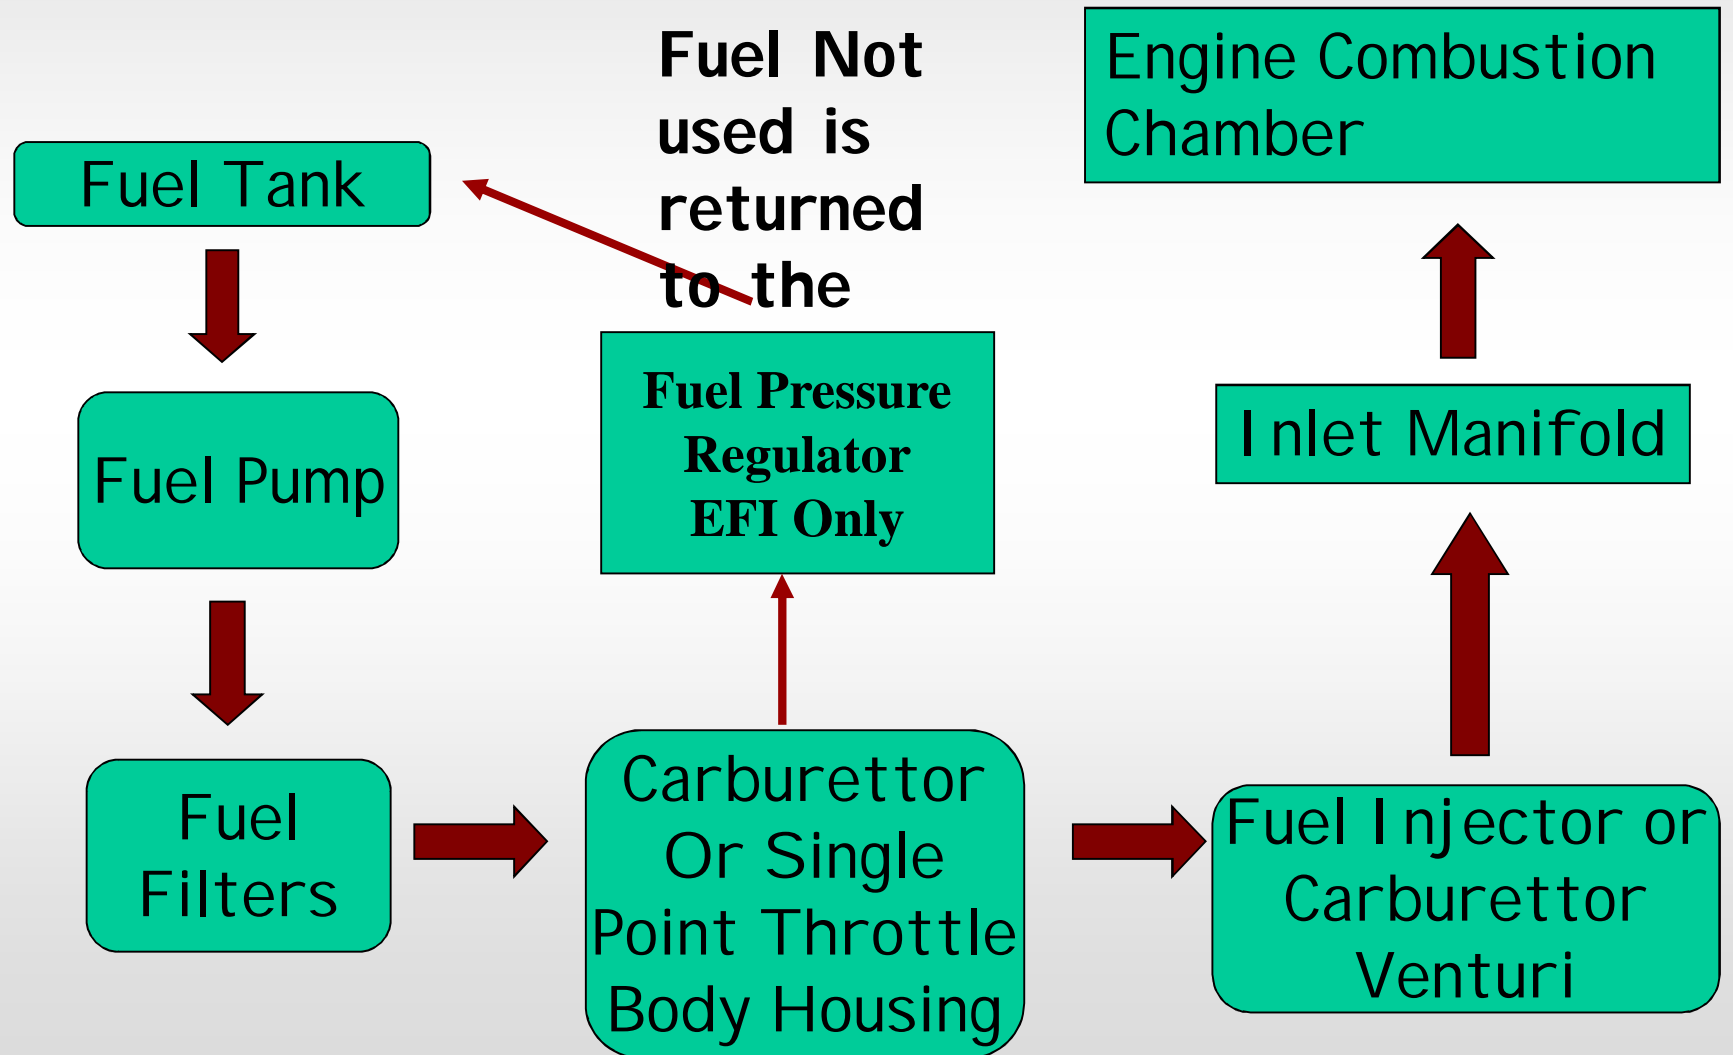 Fuel Tank
Fuel Pump
Fuel
Filters
Fuel Not
used is
returned
to the
Fuel Pressure
Regulator
EFI Only
Carburettor
Or Single
Point Throttle
Body Housing
Engine Combustion
Chamber
Inlet Manifold
Fuel Injector or
Carburettor
Venturi